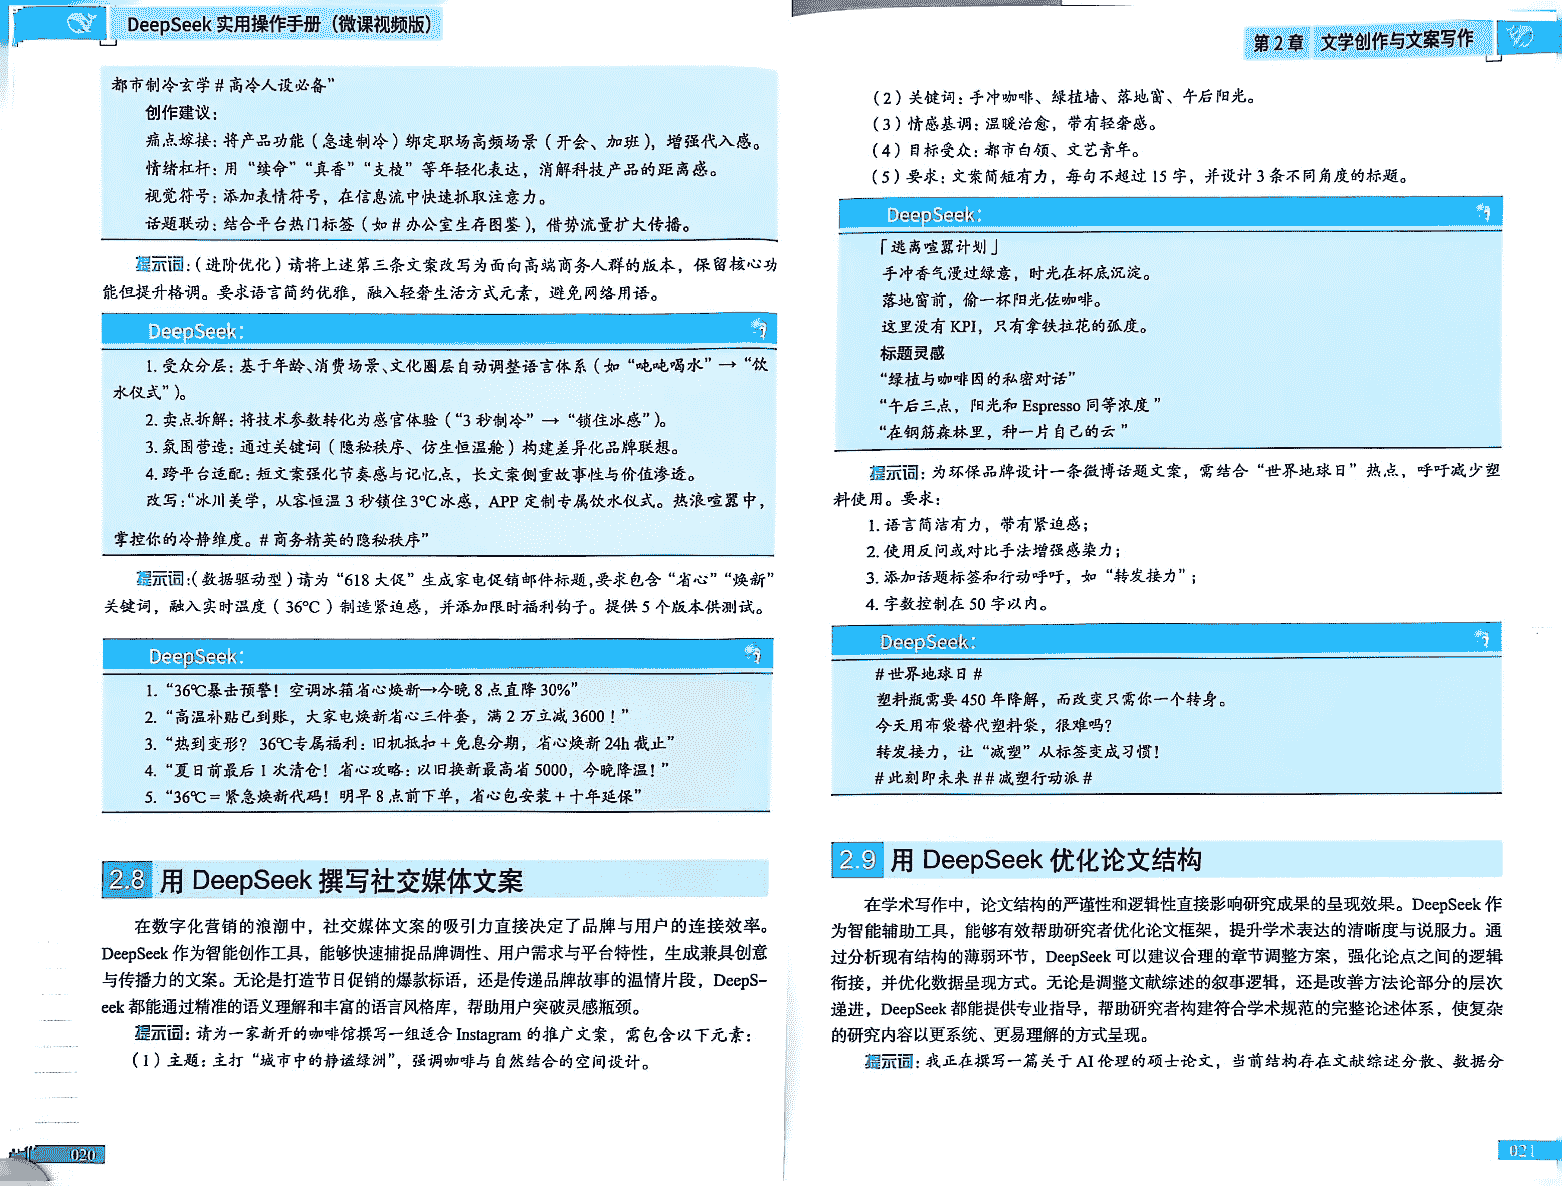 DeepSeek 实用操作手册（微课视频版）
都市制冷玄学 # 高冷人设必备”
创作建议：
痛点嫁接：将产品功能（急速制冷）绑定职场高频场景（开会、加班），增强代入感。
情绪杠杆：用“续命”“真香”“支棱”等年轻化表达，消解科技产品的距离感。
视觉符号：添加表情符号，在信息流中快速抓取注意力。
话题联动：结合平台热门标签（如 # 办公室生存图鉴），借势流量扩大传播。
提示词：（进阶优化）请将上述第三条文案改写为面向高端商务人群的版本，保留核心功
能但提升格调。要求语言简约优雅，融入轻奢生活方式元素，避免网络用语。
DeepSeek：
1. 受众分层：基于年龄、消费场景、文化圈层自动调整语言体系（如“吨吨喝水”→“饮
水仪式”）。
2. 卖点拆解：将技术参数转化为感官体验（“3 秒制冷”→“锁住冰感”）。
3. 氛围营造：通过关键词（隐秘秩序、仿生恒温舱）构建差异化品牌联想。
4. 跨平台适配：短文案强化节奏感与记忆点，长文案侧重故事性与价值渗透。
改写：“冰川美学，从容恒温 3 秒锁住 3℃ 冰感，APP 定制专属饮水仪式。热浪喧嚣中，
掌控你的冷静维度。# 商务精英的隐秘秩序”
提示词：（数据驱动型）请为“618 大促”生成家电促销邮件标题，要求包含“省心”“焕新”
关键词，融入实时温度（36℃）制造紧迫感，并添加限时福利钩子。提供 5 个版本供测试。
DeepSeek：
1. “36℃暴击预警！空调冰箱省心焕新→今晚 8 点直降 30%”
2. “高温补贴已到账，大家电焕新省心三件套，满 2 万立减 3600！”
3. “热到变形？36℃专属福利：旧机抵扣 + 免息分期，省心焕新 24h 截止”
4. “夏日前最后 1 次清仓！省心攻略：以旧换新最高省 5000，今晚降温！”
5. “36℃ = 紧急焕新代码！明早 8 点前下单，省心包安装 + 十年延保”
2.8 用 DeepSeek 撰写社交媒体文案
在数字化营销的浪潮中，社交媒体文案的吸引力直接决定了品牌与用户的连接效率。
DeepSeek 作为智能创作工具，能够快速捕捉品牌调性、用户需求与平台特性，生成兼具创意
与传播力的文案。无论是打造节日促销的爆款标语，还是传递品牌故事的温情片段，DeepS-
eek 都能通过精准的语义理解和丰富的语言风格库，帮助用户突破灵感瓶颈。
提示词：请为一家新开的咖啡馆撰写一组适合 Instagram 的推广文案，需包含以下元素：
（1）主题：主打“城市中的静谧绿洲”，强调咖啡与自然结合的空间设计。
020
第 2 章 文学创作与文案写作
（2）关键词：手冲咖啡、绿植墙、落地窗、午后阳光。
（3）情感基调：温暖治愈，带有轻奢感。
（4）目标受众：都市白领、文艺青年。
（5）要求：文案简短有力，每句不超过 15 字，并设计 3 条不同角度的标题。
DeepSeek：
「逃离喧嚣计划」
手冲香气漫过绿意，时光在杯底沉淀。
落地窗前，偷一杯阳光佐咖啡。
这里没有 KPI，只有拿铁拉花的弧度。
标题灵感
“绿植与咖啡因的私密对话”
“午后三点，阳光和 Espresso 同等浓度”
“在钢筋森林里，种一片自己的云”
提示词：为环保品牌设计一条微博话题文案，需结合“世界地球日”热点，呼吁减少塑
料使用。要求：
1. 语言简洁有力，带有紧迫感；
2. 使用反问或对比手法增强感染力；
3. 添加话题标签和行动呼吁，如“转发接力”；
4. 字数控制在 50 字以内。
DeepSeek：
# 世界地球日 #
塑料瓶需要 450 年降解，而改变只需你一个转身。
今天用布袋替代塑料袋，很难吗？
转发接力，让“减塑”从标签变成习惯！
# 此刻即未来 # # 减塑行动派 #
2.9 用 DeepSeek 优化论文结构
在学术写作中，论文结构的严谨性和逻辑性直接影响研究成果的呈现效果。DeepSeek 作
为智能辅助工具，能够有效帮助研究者优化论文框架，提升学术表达的清晰度与说服力。通
过分析现有结构的薄弱环节，DeepSeek 可以建议合理的章节调整方案，强化论点之间的逻辑
衔接，并优化数据呈现方式。无论是调整文献综述的叙事逻辑，还是改善方法论部分的层次
递进，DeepSeek 都能提供专业指导，帮助研究者构建符合学术规范的完整论述体系，使复杂
的研究内容以更系统、更易理解的方式呈现。
提示词：我正在撰写一篇关于 AI 伦理的硕士论文，当前结构存在文献综述分散、数据分
021